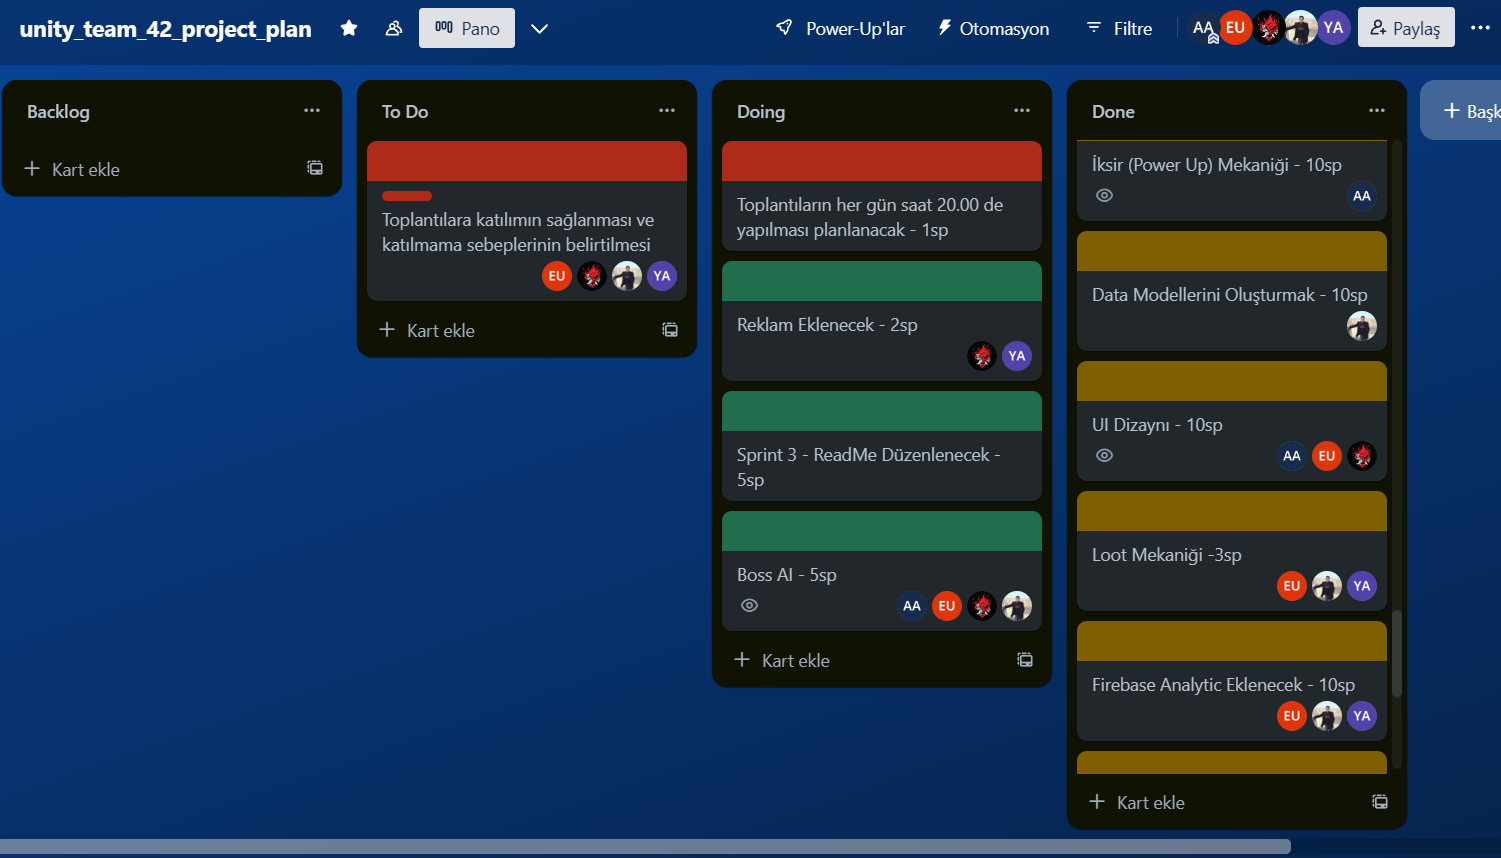 unity_team_42_project_plan
Pano
Power-Up'lar
Otomasyon
Filtre
AA
EU
YA
Paylaş
Backlog
Kart ekle
To Do
Toplantılara katılımın sağlanması ve
katılmama sebeplerinin belirtilmesi
EU
YA
Kart ekle
Doing
Toplantıların her gün saat 20.00 de
yapılması planlanacak - 1sp
Reklam Eklenecek - 2sp
YA
Sprint 3 - ReadMe Düzenlenecek -
5sp
Boss AI - 5sp
AA
EU
Kart ekle
Done
İksir (Power Up) Mekaniği - 10sp
AA
Data Modellerini Oluşturmak - 10sp
UI Dizaynı - 10sp
AA
EU
Loot Mekaniği -3sp
EU
YA
Firebase Analytic Eklenecek - 10sp
EU
YA
Kart ekle
Başk